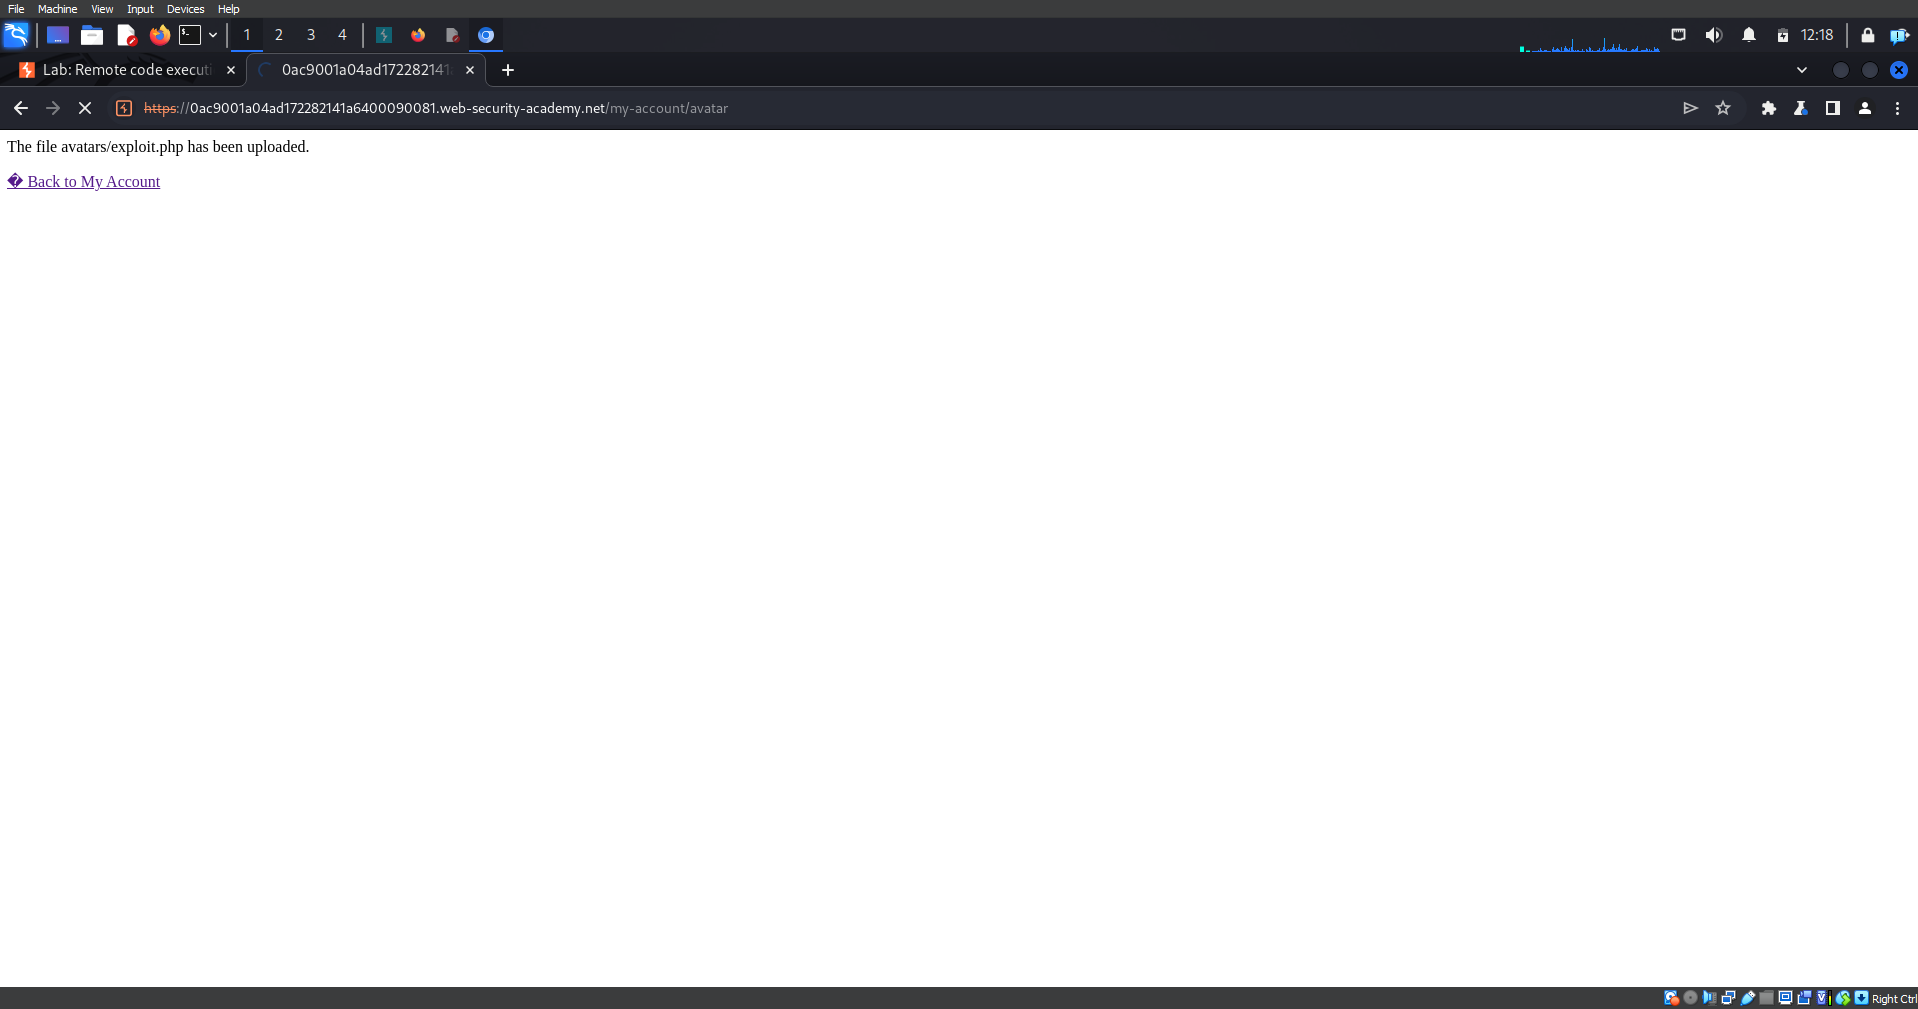 File Machine View Input Devices Help
1 2 3 4 12:18
Lab: Remote code executi 0ac9001a04ad172282141
https://0ac9001a04ad172282141a6400090081.web-security-academy.net/my-account/avatar
The file avatars/exploit.php has been uploaded.
� Back to My Account
Right Ctrl